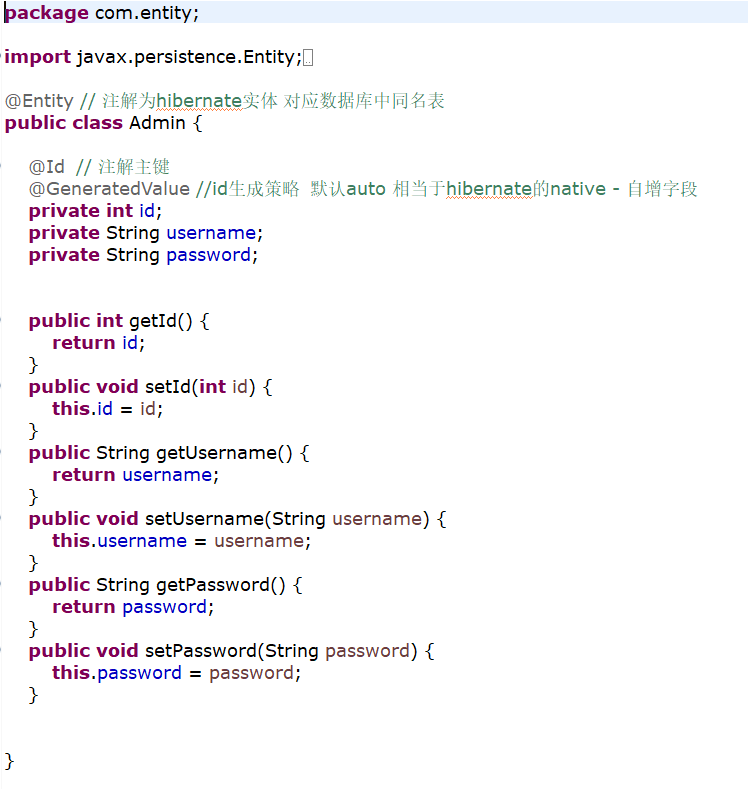 package com.entity;
import javax.persistence.Entity;
@Entity // 注解为hibernate实体 对应数据库中同名表
public class Admin {
@Id  // 注解主键
@GeneratedValue //id生成策略  默认auto 相当于hibernate的native - 自增字段
private int id;
private String username;
private String password;
public int getId() {
return id;
}
public void setId(int id) {
this.id = id;
}
public String getUsername() {
return username;
}
public void setUsername(String username) {
this.username = username;
}
public String getPassword() {
return password;
}
public void setPassword(String password) {
this.password = password;
}
}